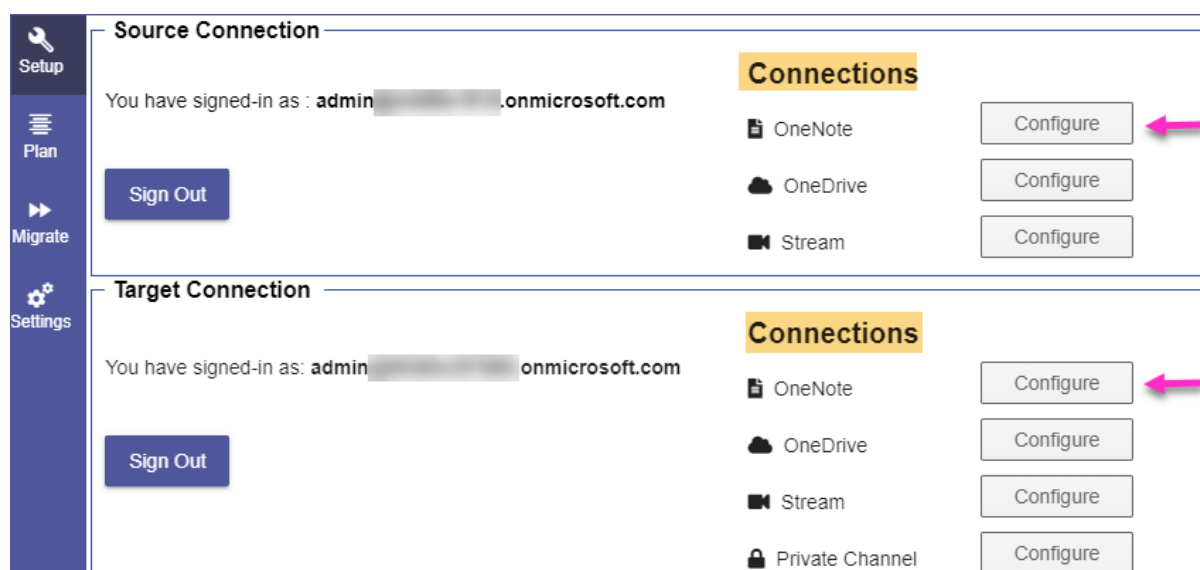 Setup
Plan
Migrate
Settings
Source Connection
You have signed-in as : admin .onmicrosoft.com
Sign Out
Connections
OneNote Configure
OneDrive Configure
Stream Configure
Target Connection
You have signed-in as: admin onmicrosoft.com
Sign Out
Connections
OneNote Configure
OneDrive Configure
Stream Configure
Private Channel Configure